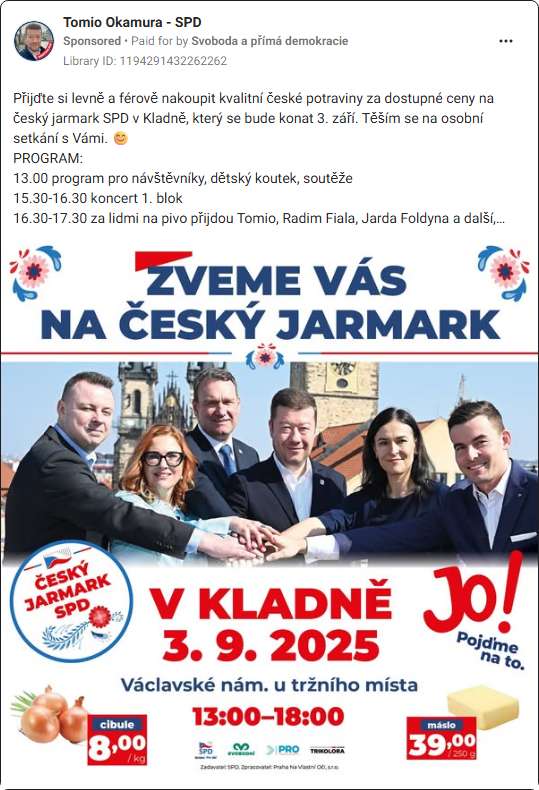 Tomio Okamura - SPD
Sponsored • Paid for by Svoboda a přímá demokracie
Library ID: 1194291432262262
Přijďte si levně a férově nakoupit kvalitní české potraviny za dostupné ceny na
český jarmark SPD v Kladně, který se bude konat 3. září. Těším se na osobní
setkání s Vámi. 😊
PROGRAM:
13.00 program pro návštěvníky, dětský koutek, soutěže
15.30-16.30 koncert 1. blok
16.30-17.30 za lidmi na pivo přijdou Tomio, Radim Fiala, Jarda Foldyna a další,...
ZVEME VÁS
NA ČESKÝ JARMARK
ČESKÝ
JARMARK
SPD
V KLADNĚ
3. 9. 2025
JO!
Pojďme
na to.
Václavské nám. u tržního místa
13:00–18:00
cibule
8,00
/ kg
máslo
39,00
/ 250 g
SPD
SVOBODNÍ
PRO
TRIKOLORA
Zadavatel: SPD, Zpracovatel: Praha Na Vlastní Oči, s.r.o.